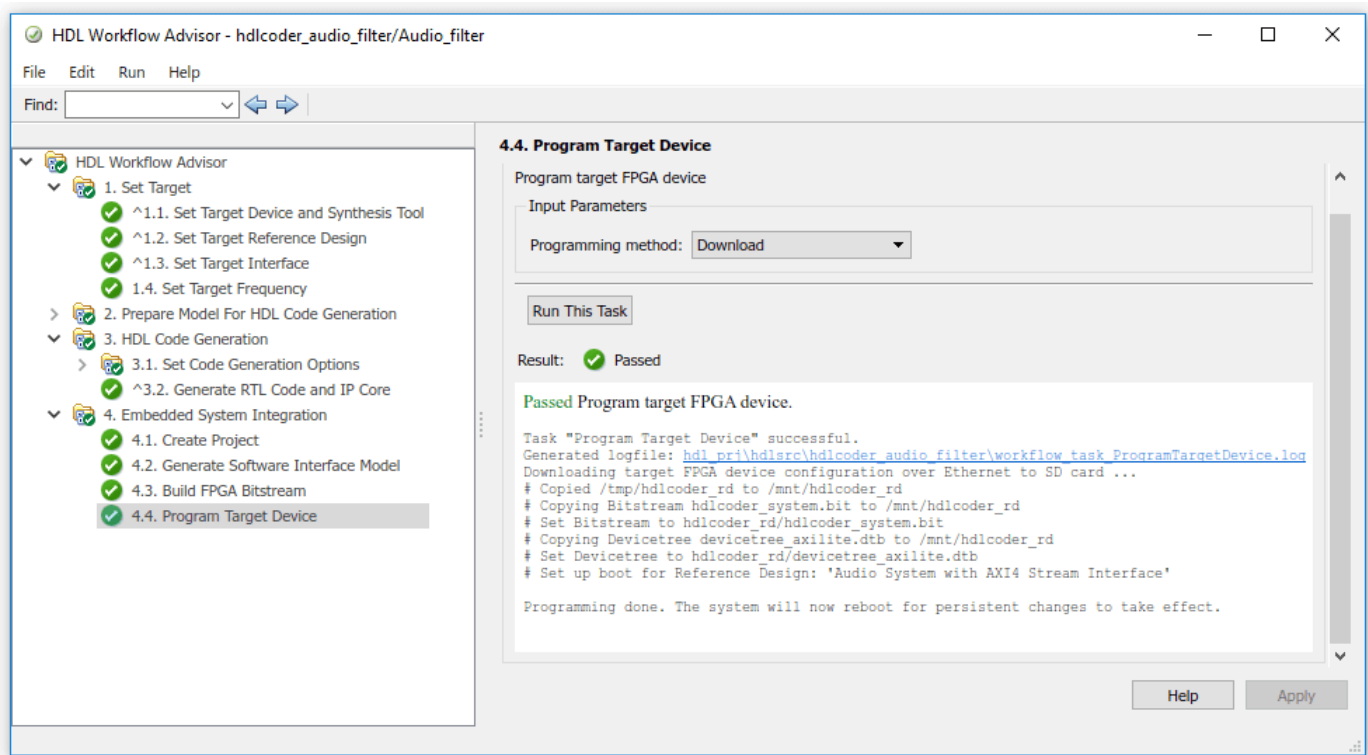 HDL Workflow Advisor - hdlcoder_audio_filter/Audio_filter
File Edit Run Help
Find:
HDL Workflow Advisor
1. Set Target
^1.1. Set Target Device and Synthesis Tool
^1.2. Set Target Reference Design
^1.3. Set Target Interface
1.4. Set Target Frequency
2. Prepare Model For HDL Code Generation
3. HDL Code Generation
3.1. Set Code Generation Options
^3.2. Generate RTL Code and IP Core
4. Embedded System Integration
4.1. Create Project
4.2. Generate Software Interface Model
4.3. Build FPGA Bitstream
4.4. Program Target Device
4.4. Program Target Device
Program target FPGA device
Input Parameters
Programming method: Download
Run This Task
Result: Passed
Passed Program target FPGA device.
Task "Program Target Device" successful.
Generated logfile: hdl_prj\hdlsrc\hdlcoder_audio_filter\workflow_task_ProgramTargetDevice.log
Downloading target FPGA device configuration over Ethernet to SD card ...
# Copied /tmp/hdlcoder_rd to /mnt/hdlcoder_rd
# Copying Bitstream hdlcoder_system.bit to /mnt/hdlcoder_rd
# Set Bitstream to hdlcoder_rd/hdlcoder_system.bit
# Copying Devicetree devicetree_axilite.dtb to /mnt/hdlcoder_rd
# Set Devicetree to hdlcoder_rd/devicetree_axilite.dtb
# Set up boot for Reference Design: 'Audio System with AXI4 Stream Interface'
Programming done. The system will now reboot for persistent changes to take effect.
Help Apply